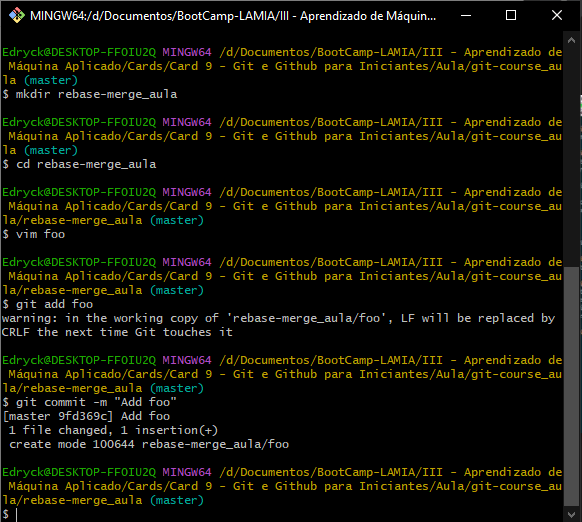 MINGW64:/d/Documentos/BootCamp-LAMIA/III - Aprendizado de Máquin...
Edryck@DESKTOP-FFOIU2Q MINGW64 /d/Documentos/BootCamp-LAMIA/III - Aprendizado de
 Máquina Aplicado/Cards/Card 9 - Git e Github para Iniciantes/Aula/git-course_au
la (master)
$ mkdir rebase-merge_aula
Edryck@DESKTOP-FFOIU2Q MINGW64 /d/Documentos/BootCamp-LAMIA/III - Aprendizado de
 Máquina Aplicado/Cards/Card 9 - Git e Github para Iniciantes/Aula/git-course_au
la (master)
$ cd rebase-merge_aula
Edryck@DESKTOP-FFOIU2Q MINGW64 /d/Documentos/BootCamp-LAMIA/III - Aprendizado de
 Máquina Aplicado/Cards/Card 9 - Git e Github para Iniciantes/Aula/git-course_au
la/rebase-merge_aula (master)
$ vim foo
Edryck@DESKTOP-FFOIU2Q MINGW64 /d/Documentos/BootCamp-LAMIA/III - Aprendizado de
 Máquina Aplicado/Cards/Card 9 - Git e Github para Iniciantes/Aula/git-course_au
la/rebase-merge_aula (master)
$ git add foo
warning: in the working copy of 'rebase-merge_aula/foo', LF will be replaced by
CRLF the next time Git touches it
Edryck@DESKTOP-FFOIU2Q MINGW64 /d/Documentos/BootCamp-LAMIA/III - Aprendizado de
 Máquina Aplicado/Cards/Card 9 - Git e Github para Iniciantes/Aula/git-course_au
la/rebase-merge_aula (master)
$ git commit -m "Add foo"
[master 9fd369c] Add foo
 1 file changed, 1 insertion(+)
 create mode 100644 rebase-merge_aula/foo
Edryck@DESKTOP-FFOIU2Q MINGW64 /d/Documentos/BootCamp-LAMIA/III - Aprendizado de
 Máquina Aplicado/Cards/Card 9 - Git e Github para Iniciantes/Aula/git-course_au
la/rebase-merge_aula (master)
$